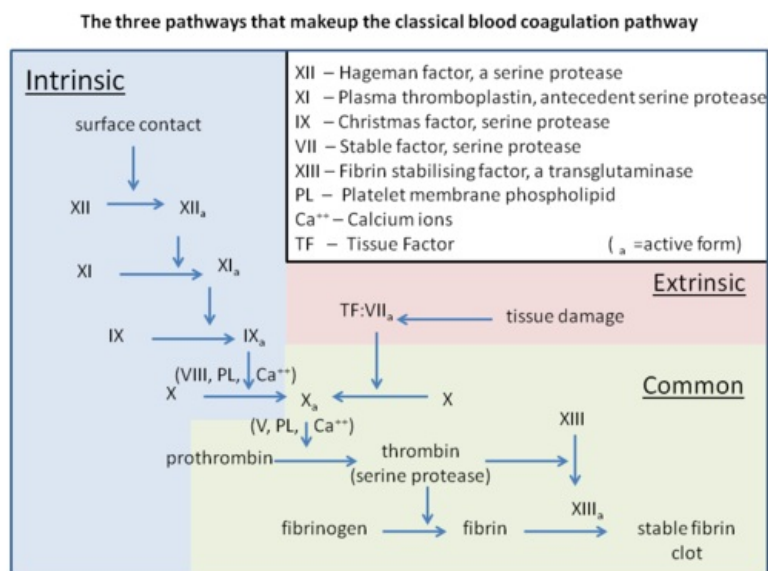 The three pathways that makeup the classical blood coagulation pathway
Intrinsic
XII – Hageman factor, a serine protease
XI – Plasma thromboplastin, antecedent serine protease
IX – Christmas factor, serine protease
VII – Stable factor, serine protease
XIII – Fibrin stabilising factor, a transglutaminase
PL – Platelet membrane phospholipid
Ca⁺⁺ – Calcium ions
TF – Tissue Factor ( ₐ =active form)
surface contact
XII XIIₐ
XI XIₐ
IX IXₐ
Extrinsic
TF:VIIₐ tissue damage
Common
(VIII, PL, Ca⁺⁺)
X Xₐ X
(V, PL, Ca⁺⁺)
XIII
prothrombin thrombin
(serine protease)
XIIIₐ
fibrinogen fibrin stable fibrin
clot